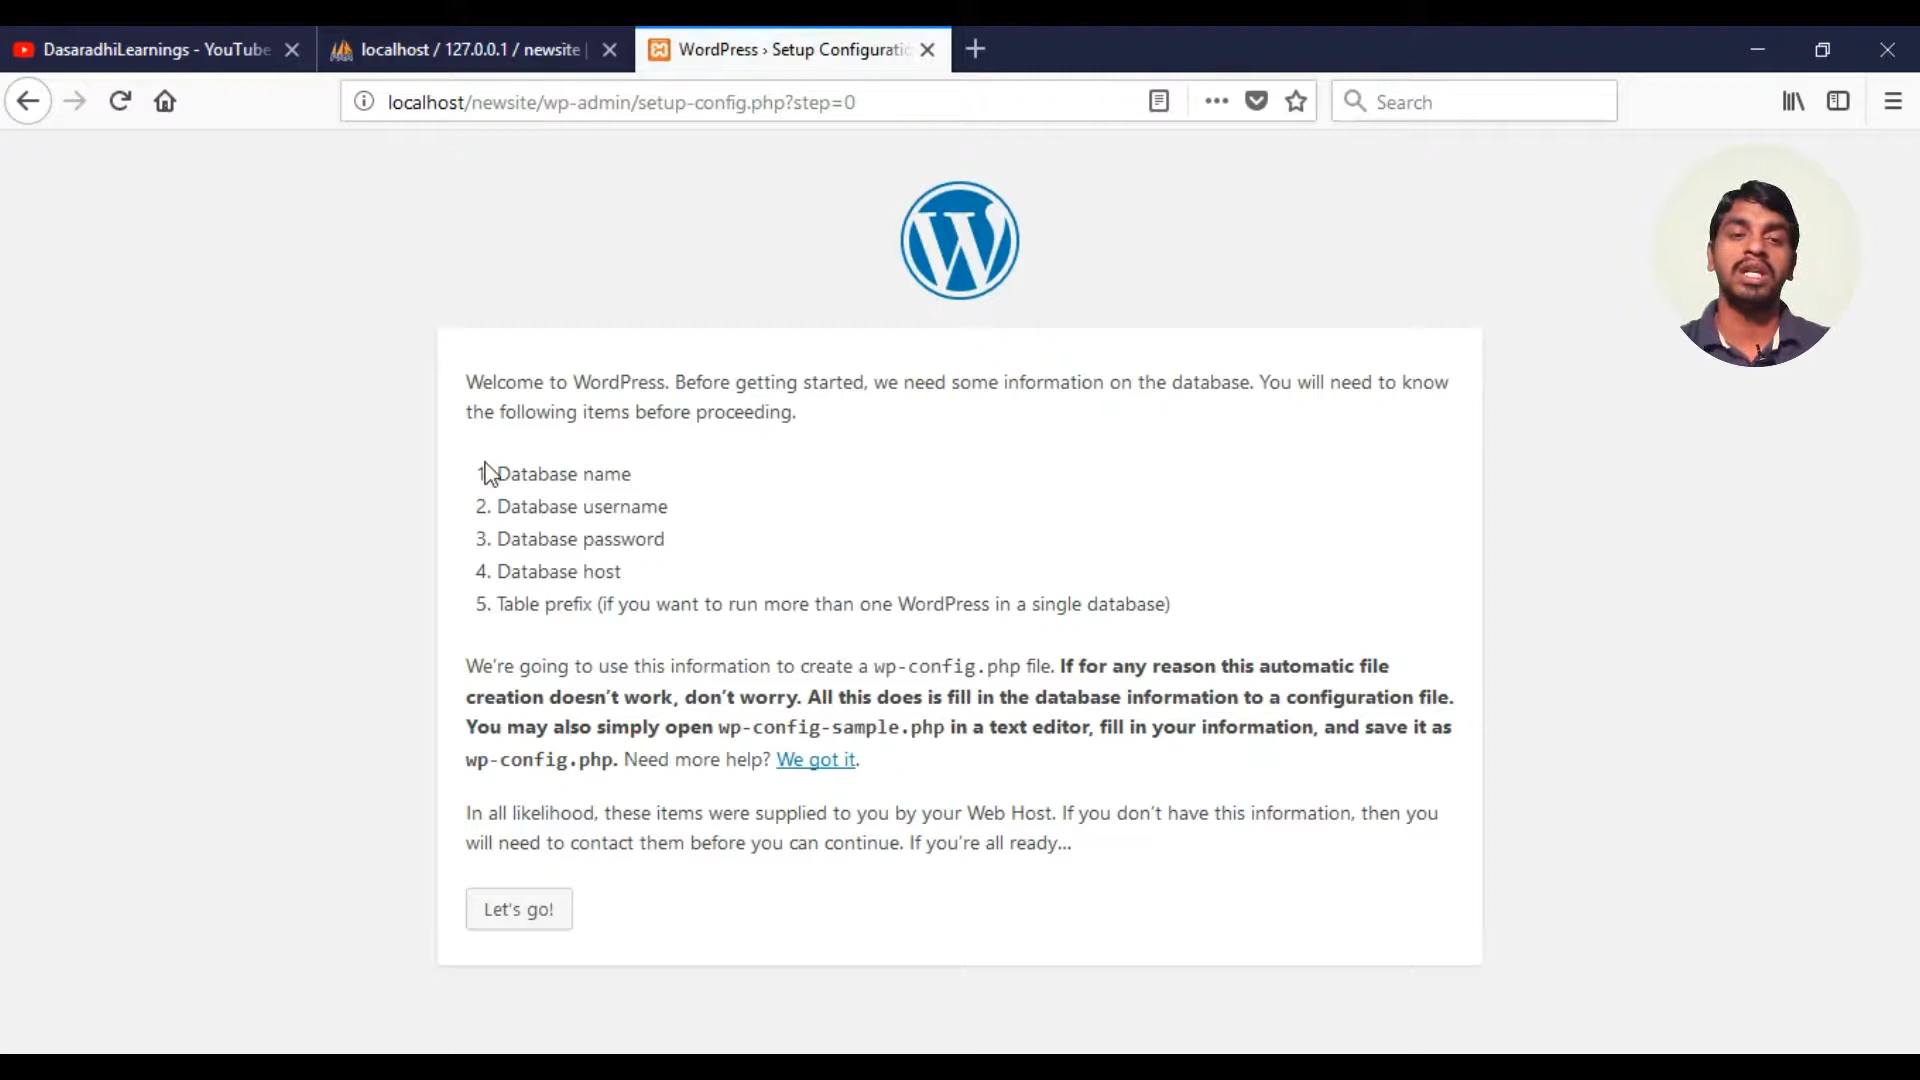 DasaradhiLearnings - YouTube
localhost / 127.0.0.1 / newsite |
WordPress › Setup Configurati
localhost/newsite/wp-admin/setup-config.php?step=0
Search
Welcome to WordPress. Before getting started, we need some information on the database. You will need to know
the following items before proceeding.
1. Database name
2. Database username
3. Database password
4. Database host
5. Table prefix (if you want to run more than one WordPress in a single database)
We’re going to use this information to create a wp-config.php file. If for any reason this automatic file
creation doesn’t work, don’t worry. All this does is fill in the database information to a configuration file.
You may also simply open wp-config-sample.php in a text editor, fill in your information, and save it as
wp-config.php. Need more help? We got it.
In all likelihood, these items were supplied to you by your Web Host. If you don’t have this information, then you
will need to contact them before you can continue. If you’re all ready…
Let’s go!